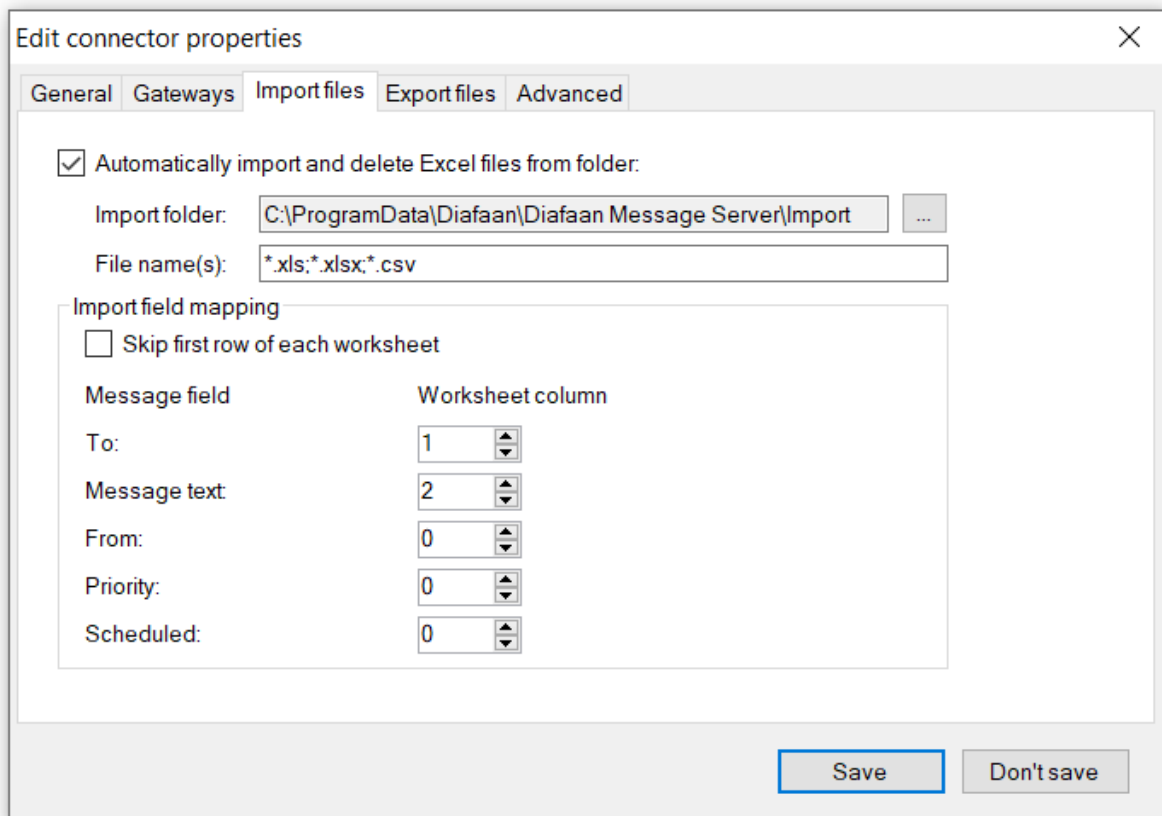 Edit connector properties
General Gateways Import files Export files Advanced
Automatically import and delete Excel files from folder:
Import folder: C:\ProgramData\Diafaan\Diafaan Message Server\Import ...
File name(s): *.xls;*.xlsx;*.csv
Import field mapping
Skip first row of each worksheet
Message field Worksheet column
To: 1
Message text: 2
From: 0
Priority: 0
Scheduled: 0
Save Don't save